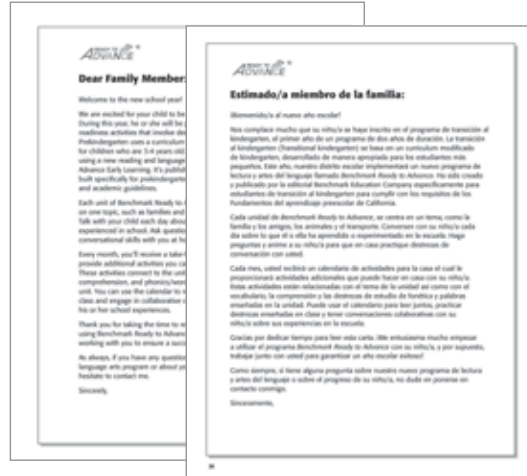 READY TO
ADVANCE
Dear Family Member:
Welcome to the new school year!
We are excited for your child to be
During this year, he or she will be
readiness activities that involve
Prekindergarten uses a curriculum
for children who are 3-4 years old
using a new reading and language
Advance Early Learning. It's publish
built specifically for prekindergarte
and academic guidelines.
Each unit of Benchmark Ready to
on one topic, such as families and
Talk with your child each day abou
experienced in school. Ask questio
conversational skills with you at h
Every month, you'll receive a take-
provide additional activities you ca
These activities connect to the unit
comprehension, and phonics/word
unit. You can use the calendar to
class and engage in collaborative
his or her school experiences.
Thank you for taking the time to
using Benchmark Ready to Advanc
working with you to ensure a succ
As always, if you have any question
language arts program or about yo
hesitate to contact me.
Sincerely,
READY TO
ADVANCE
Estimado/a miembro de la familia:
¡Bienvenido/a al nuevo año escolar!
Nos complace mucho que su niño/a se haya inscrito en el programa de transición al
kindergarten, el primer año de un programa de dos años de duración. La transición
al kindergarten (Transitional kindergarten) se basa en un currículum modificado
de kindergarten, desarrollado de manera apropiada para los estudiantes más
pequeños. Este año, nuestro distrito escolar implementará un nuevo programa de
lectura y artes del lenguaje llamado Benchmark Ready to Advance. Ha sido creado
y publicado por la editorial Benchmark Education Company específicamente para
estudiantes de transición al kindergarten para cumplir con los requisitos de los
Fundamentos del aprendizaje preescolar de California.
Cada unidad de Benchmark Ready to Advance, se centra en un tema, como la
familia y los amigos, los animales y el transporte. Conversen con su niño/a cada
día sobre lo que él o ella ha aprendido o experimentado en la escuela. Haga
preguntas y anime a su niño/a para que en casa practique destrezas de
conversación con usted.
Cada mes, usted recibirá un calendario de actividades para la casa el cual le
proporcionará actividades adicionales que puede hacer en casa con su niño/a.
Estas actividades están relacionadas con el tema de la unidad así como con el
vocabulario, la comprensión y las destrezas de estudio de fonética y palabras
enseñadas en la unidad. Puede usar el calendario para leer juntos, practicar
destrezas enseñadas en clase y tener conversaciones colaborativas con su
niño/a sobre sus experiencias en la escuela.
Gracias por dedicar tiempo para leer esta carta. ¡Me entusiasma mucho empezar
a utilizar el programa Benchmark Ready to Advance con su niño/a, y por supuesto,
trabajar junto con usted para garantizar un año escolar exitoso!
Como siempre, si tiene alguna pregunta sobre nuestro nuevo programa de lectura
y artes del lenguaje o sobre el progreso de su niño/a, no dude en ponerse en
contacto conmigo.
Sinceramente,